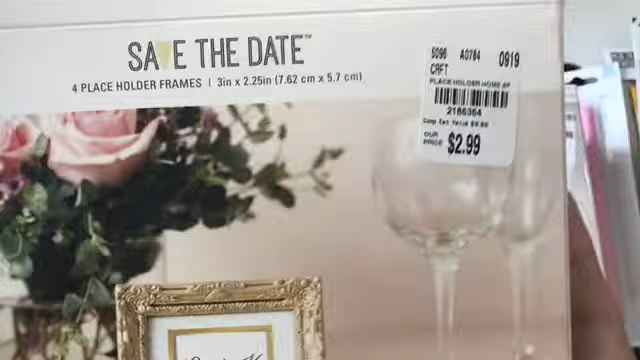 SAVE THE DATE™
4 PLACE HOLDER FRAMES | 3in x 2.25in (7.62 cm x 5.7 cm)
5096 A0784 0919
CRFT
PLACE HOLDER HOME 4P
2186364
OUR PRICE $2.99